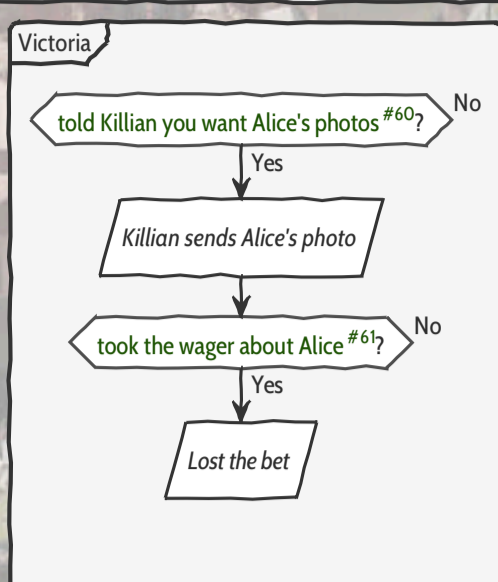 Victoria
told Killian you want Alice's photos #60?
No
Yes
Killian sends Alice's photo
took the wager about Alice #61?
No
Yes
Lost the bet